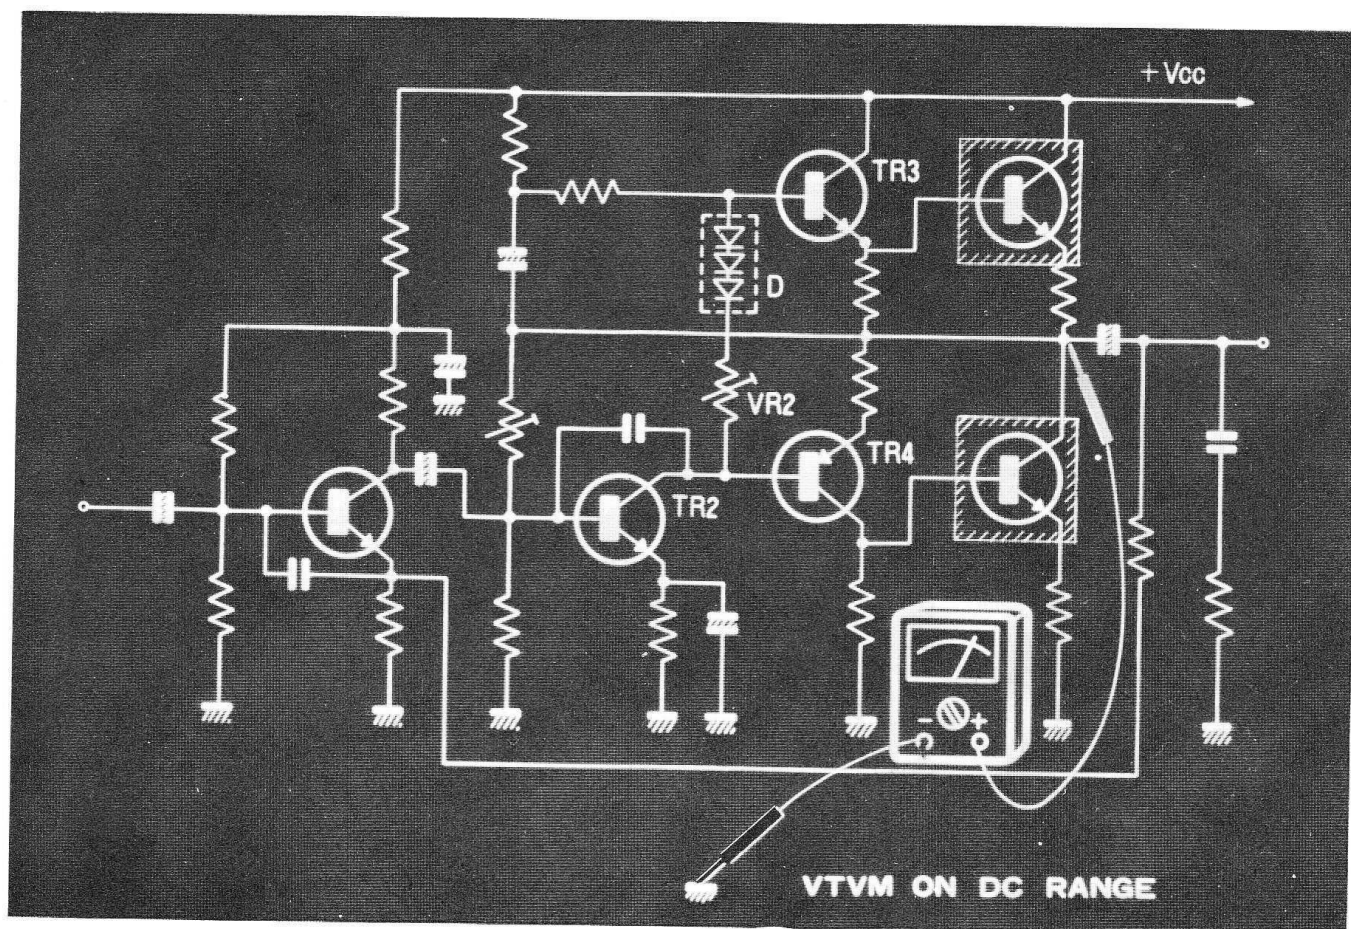 + Vcc
TR3
D
VR2
TR4
TR2
- +
VTVM ON DC RANGE